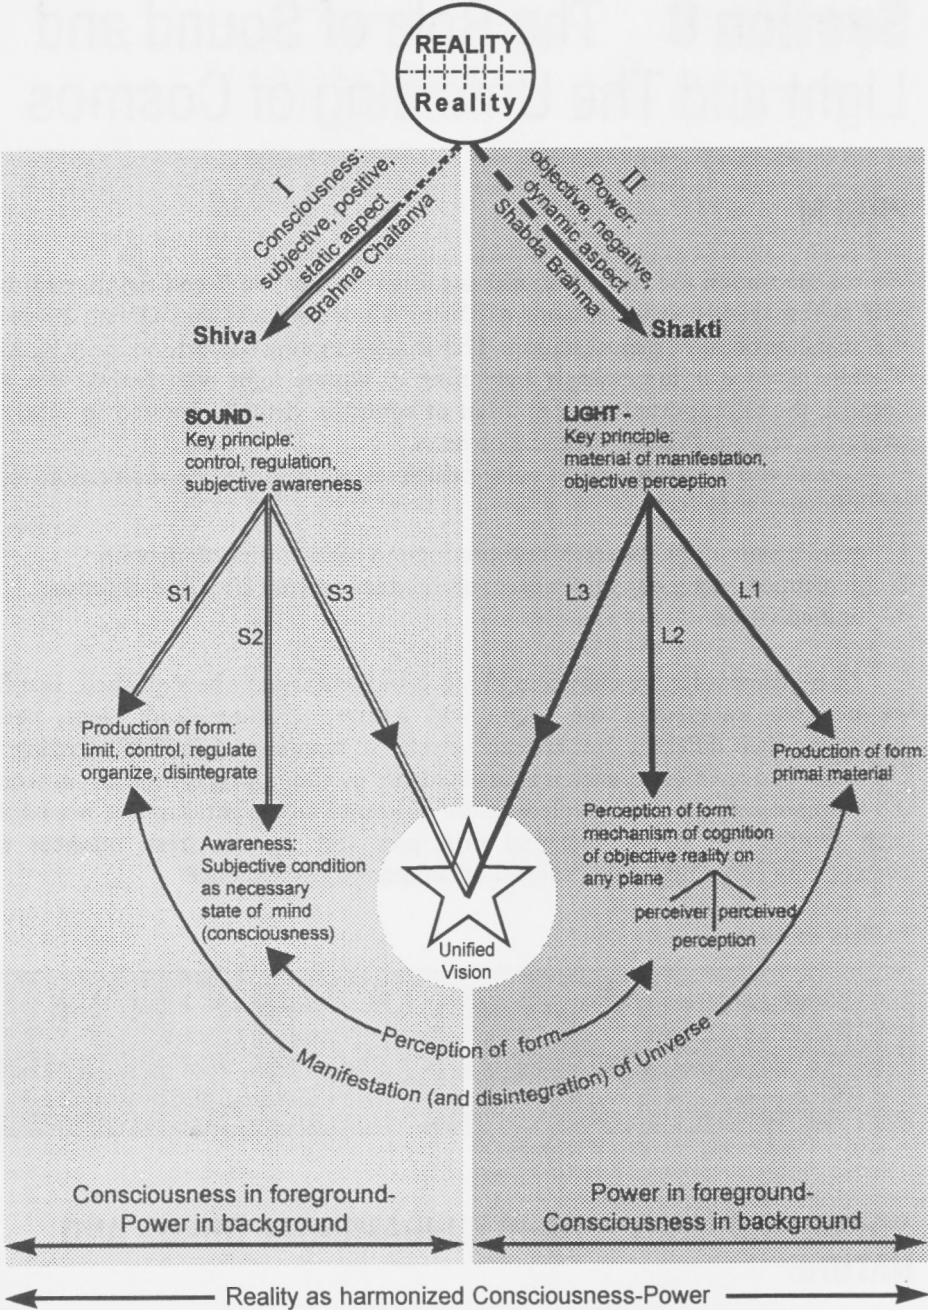 REALITY
Reality
I
Consciousness:
subjective, positive,
static aspect
Brahma Chaitanya
II
Power:
objective, negative,
dynamic aspect
Shabda Brahma
Shiva
Shakti
SOUND -
Key principle:
control, regulation,
subjective awareness
LIGHT -
Key principle:
material of manifestation,
objective perception
S1
S2
S3
L3
L2
L1
Production of form:
limit, control, regulate
organize, disintegrate
Production of form:
primal material
Awareness:
Subjective condition
as necessary
state of mind
(consciousness)
Perception of form:
mechanism of cognition
of objective reality on
any plane
perceiver perceived
perception
Unified
Vision
Perception of form
Manifestation (and disintegration) of Universe
Consciousness in foreground-
Power in background
Power in foreground-
Consciousness in background
Reality as harmonized Consciousness-Power